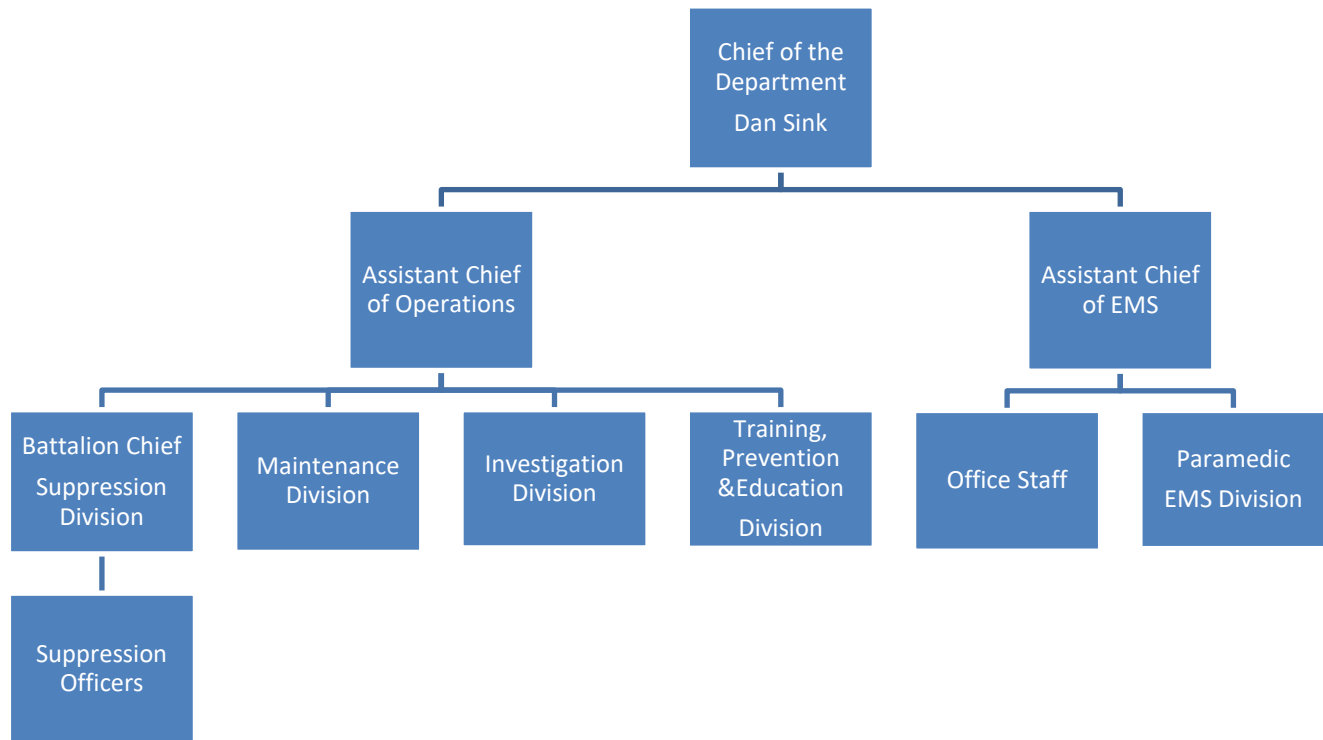 Chief of the
Department
Dan Sink
Assistant Chief
of Operations
Assistant Chief
of EMS
Battalion Chief
Suppression
Division
Maintenance
Division
Investigation
Division
Training,
Prevention
&Education
Division
Office Staff
Paramedic
EMS Division
Suppression
Officers